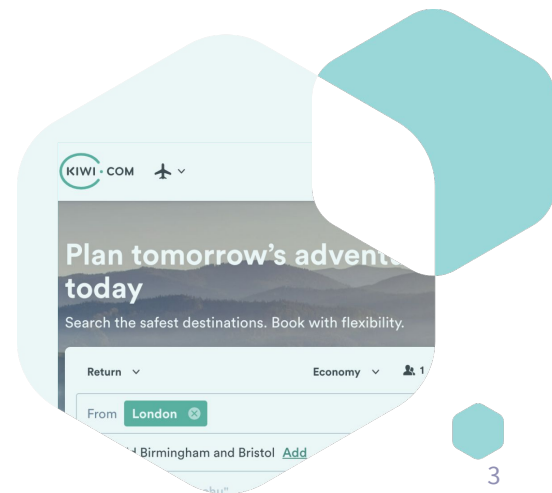 KIWI.COM
Plan tomorrow's
today
Search the safest destinations. Book with flexibility.
Return Economy 1
From London
Birmingham and Bristol Add
3